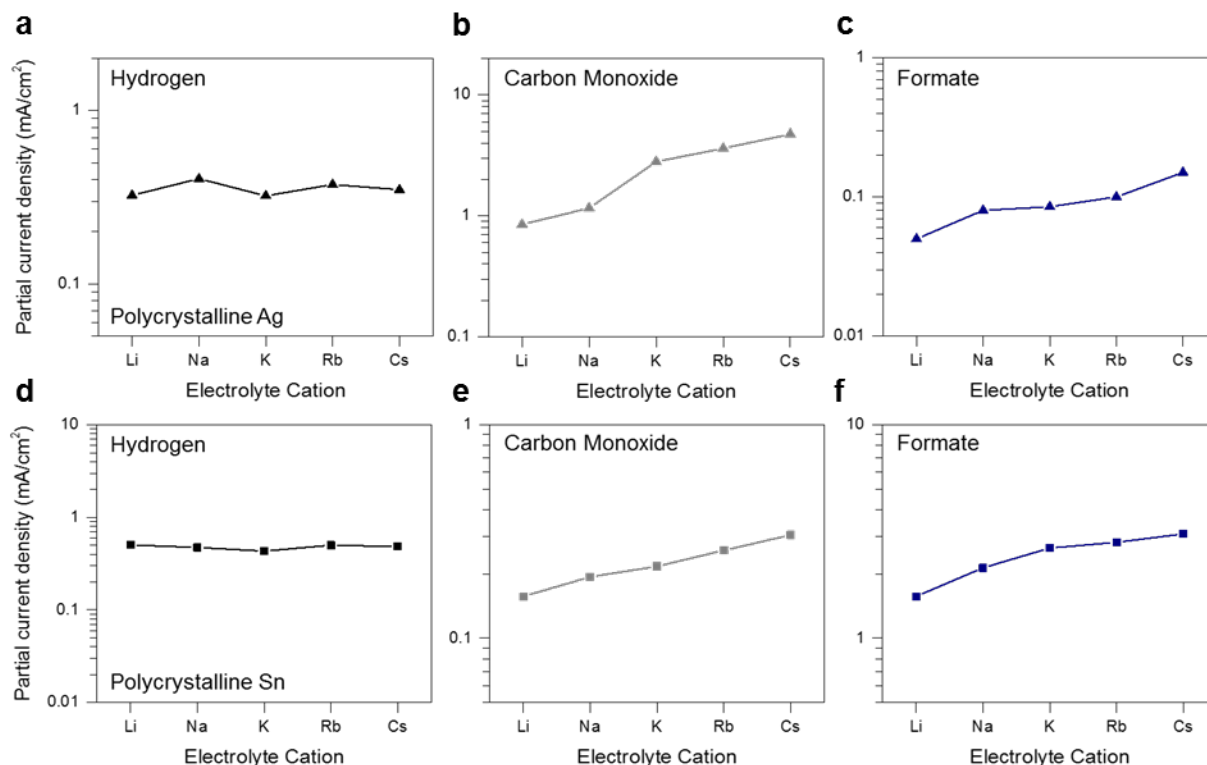 a
Hydrogen
1
0.1
Polycrystalline Ag
Li Na K Rb Cs
Electrolyte Cation
Partial current density (mA/cm²)
b
Carbon Monoxide
10
1
0.1
Li Na K Rb Cs
Electrolyte Cation
c
Formate
1
0.1
0.01
Li Na K Rb Cs
Electrolyte Cation
d
Hydrogen
10
1
0.1
0.01
Polycrystalline Sn
Li Na K Rb Cs
Electrolyte Cation
Partial current density (mA/cm²)
e
Carbon Monoxide
1
0.1
Li Na K Rb Cs
Electrolyte Cation
f
Formate
10
1
Li Na K Rb Cs
Electrolyte Cation